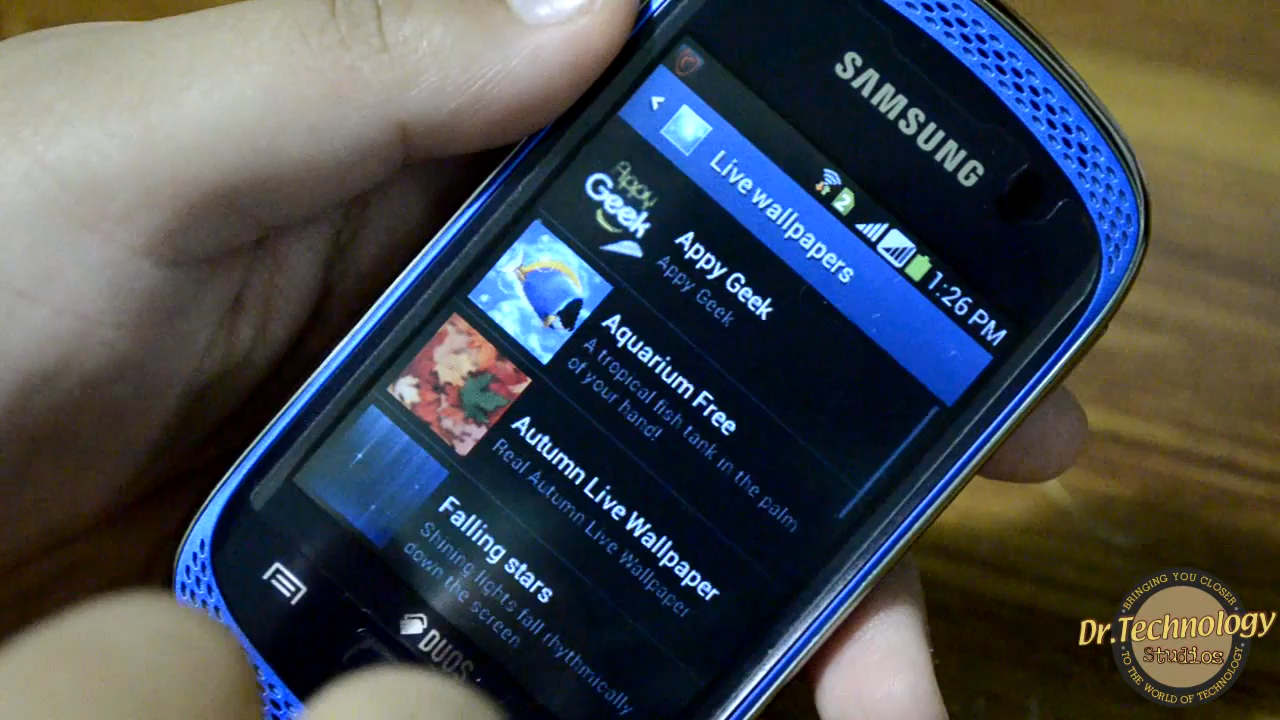 SAMSUNG
2
1:26 PM
<
Live wallpapers
Appy
Geek
Appy Geek
Appy Geek
Aquarium Free
A tropical fish tank in the palm
of your hand!
Autumn Live Wallpaper
Real Autumn Live Wallpaper
Falling stars
Shining lights fall rhythmically
down the screen.
DUOS
BRINGING YOU CLOSER
Dr.Technology
Studios
TO THE WORLD OF TECHNOLOGY